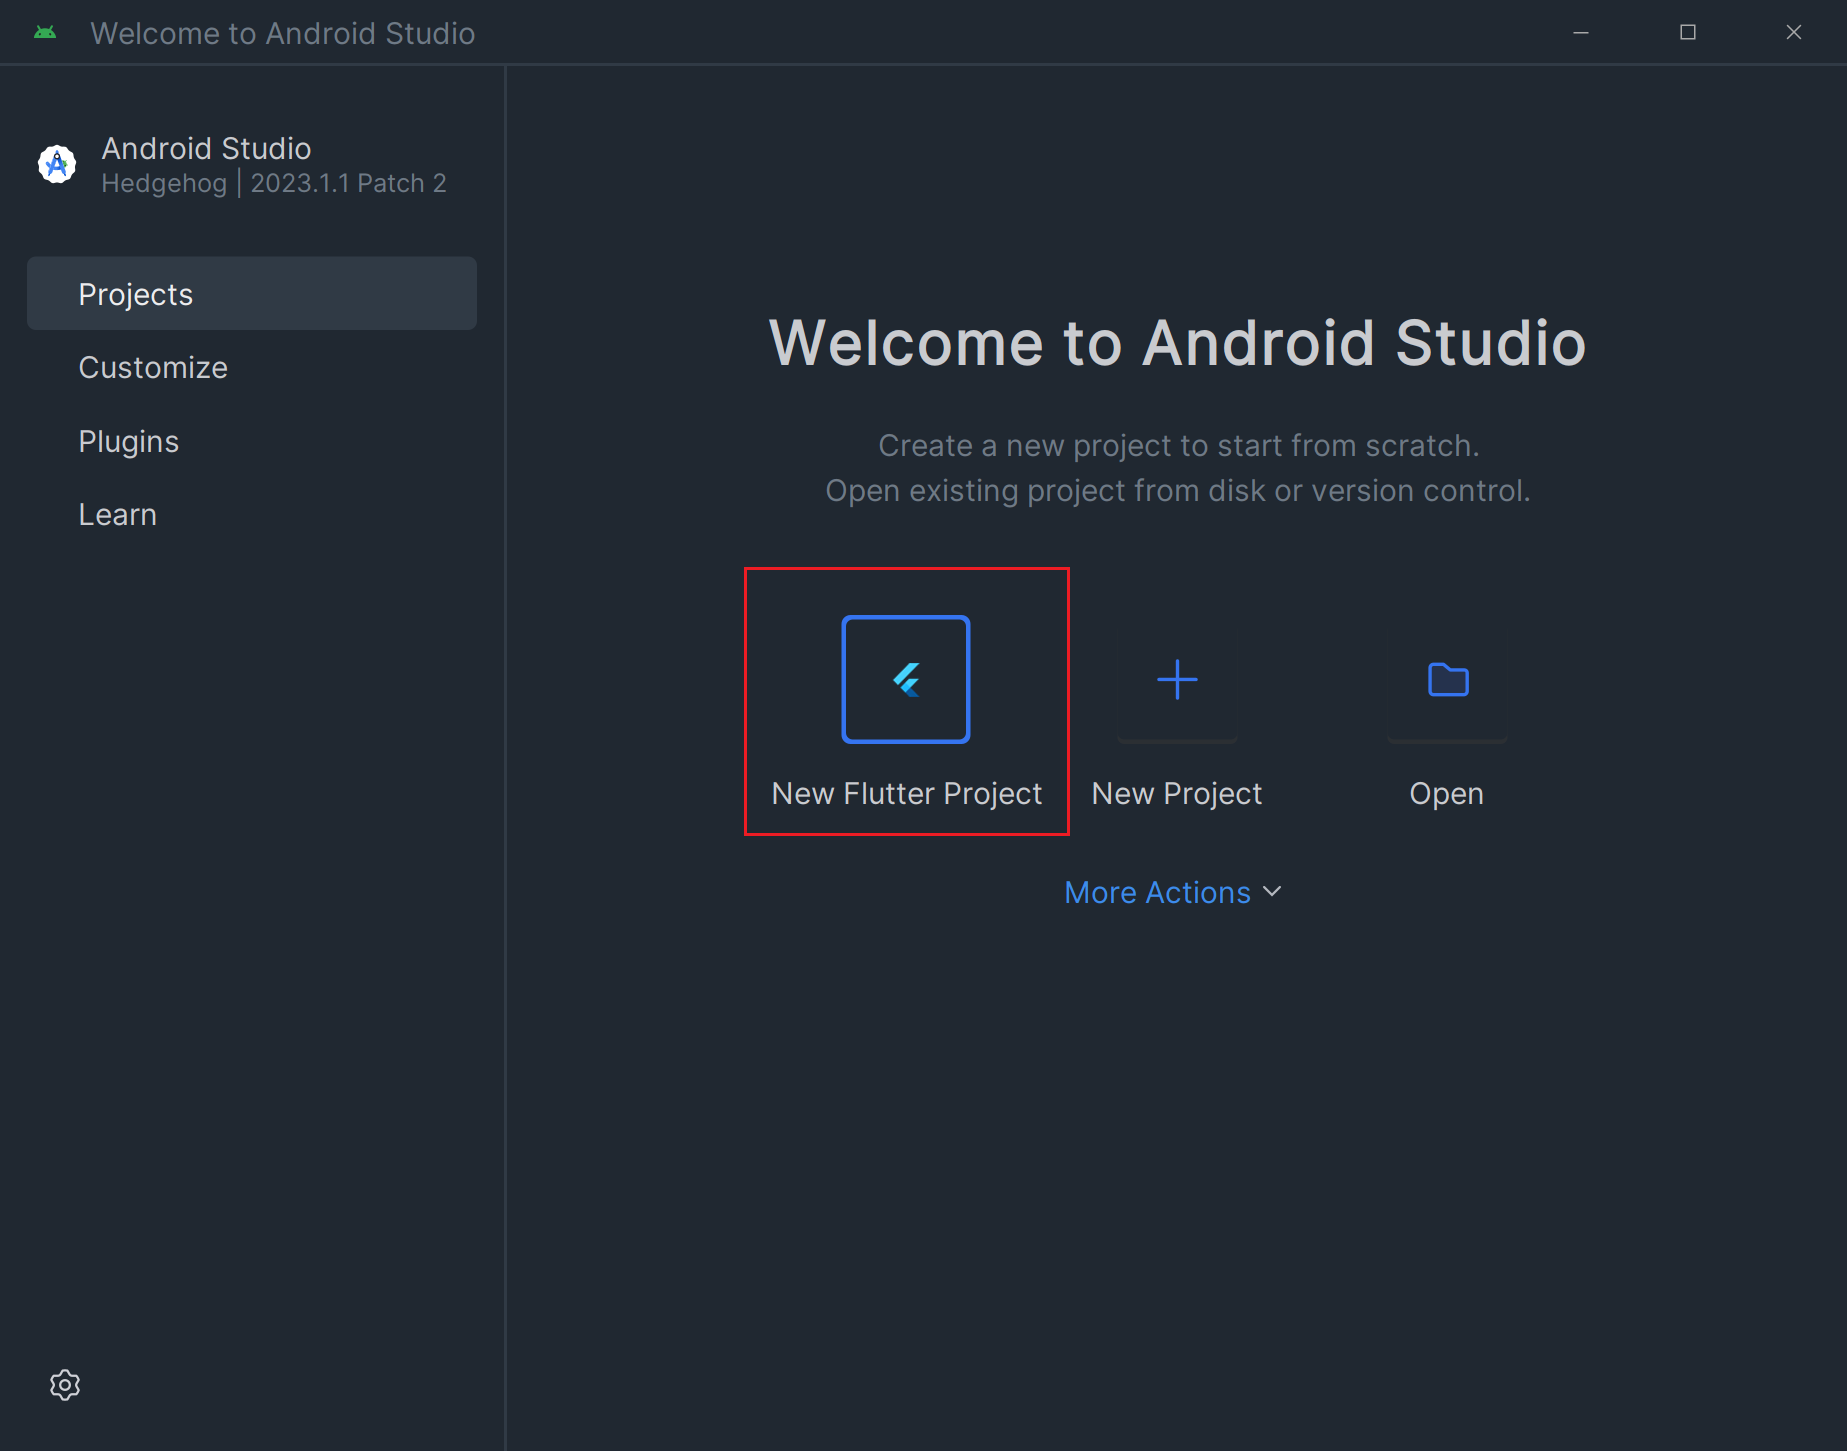 Welcome to Android Studio
Android Studio
Hedgehog | 2023.1.1 Patch 2
Projects
Customize
Plugins
Learn
Welcome to Android Studio
Create a new project to start from scratch.
Open existing project from disk or version control.
New Flutter Project
New Project
Open
More Actions